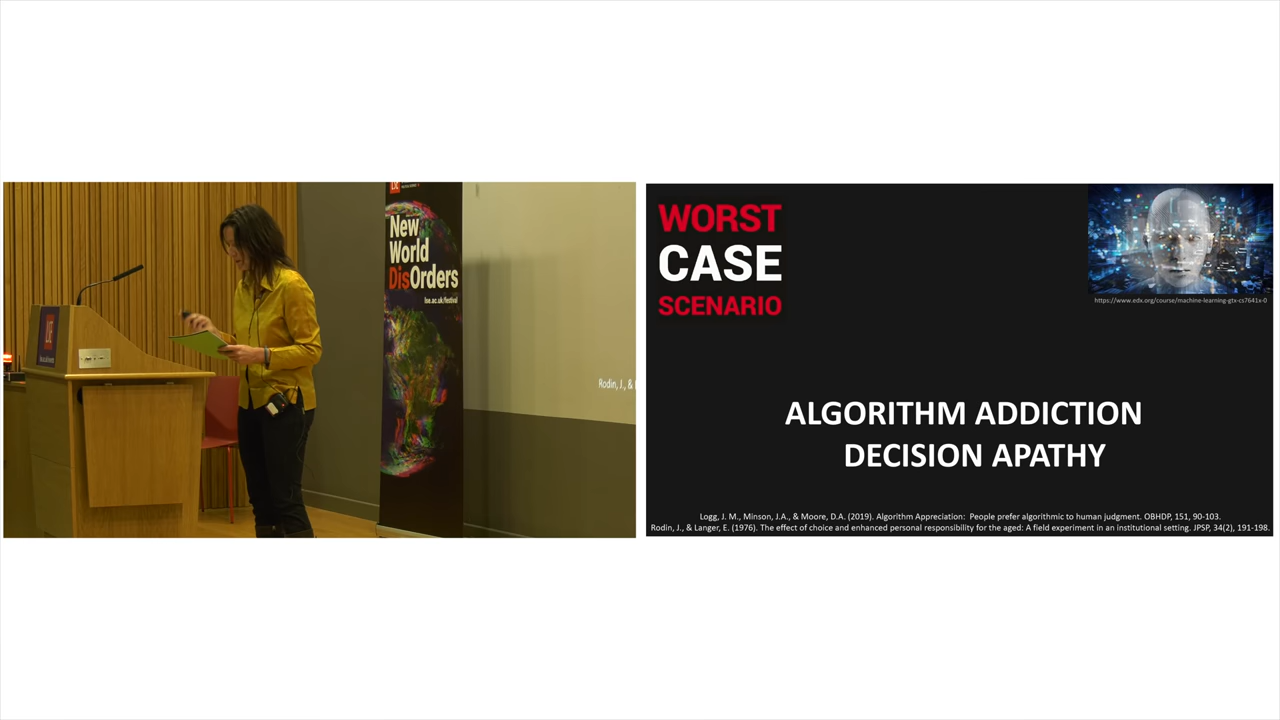 LSE
New
World
DisOrders
lse.ac.uk/festival
LSE
Rodin, J., &
WORST
CASE
SCENARIO
https://www.edx.org/course/machine-learning-gtx-cs7641x-0
ALGORITHM ADDICTION
DECISION APATHY
Logg, J. M., Minson, J.A., & Moore, D.A. (2019). Algorithm Appreciation: People prefer algorithmic to human judgment. OBHDP, 151, 90-103.
Rodin, J., & Langer, E. (1976). The effect of choice and enhanced personal responsibility for the aged: A field experiment in an institutional setting. JPSP, 34(2), 191-198.